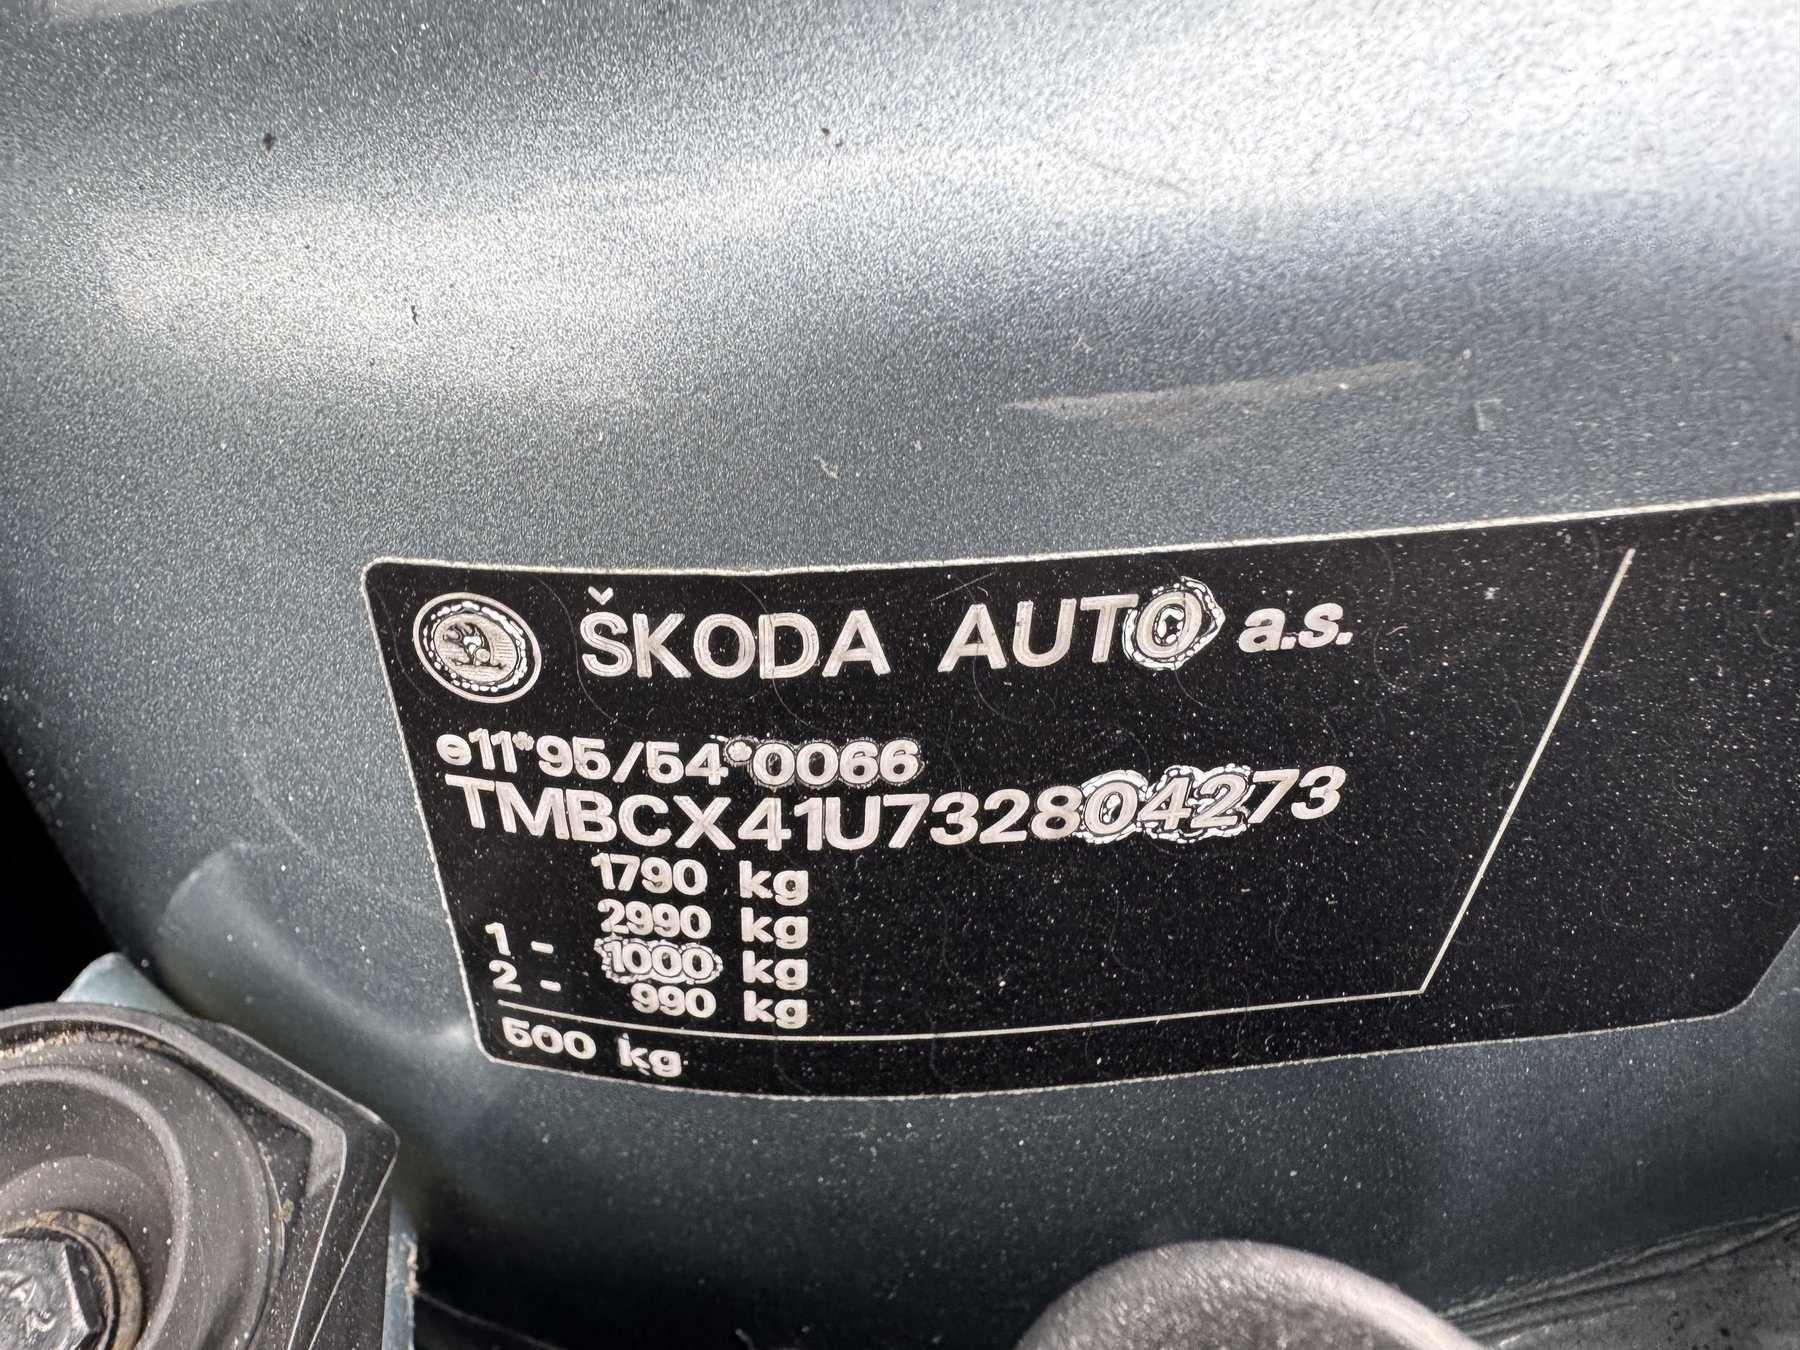 ŠKODA AUTO a.s.
e11*95/54*0066
TMBCX41U732804273
1790 kg
2990 kg
1 - 1000 kg
2 - 990 kg
500 kg